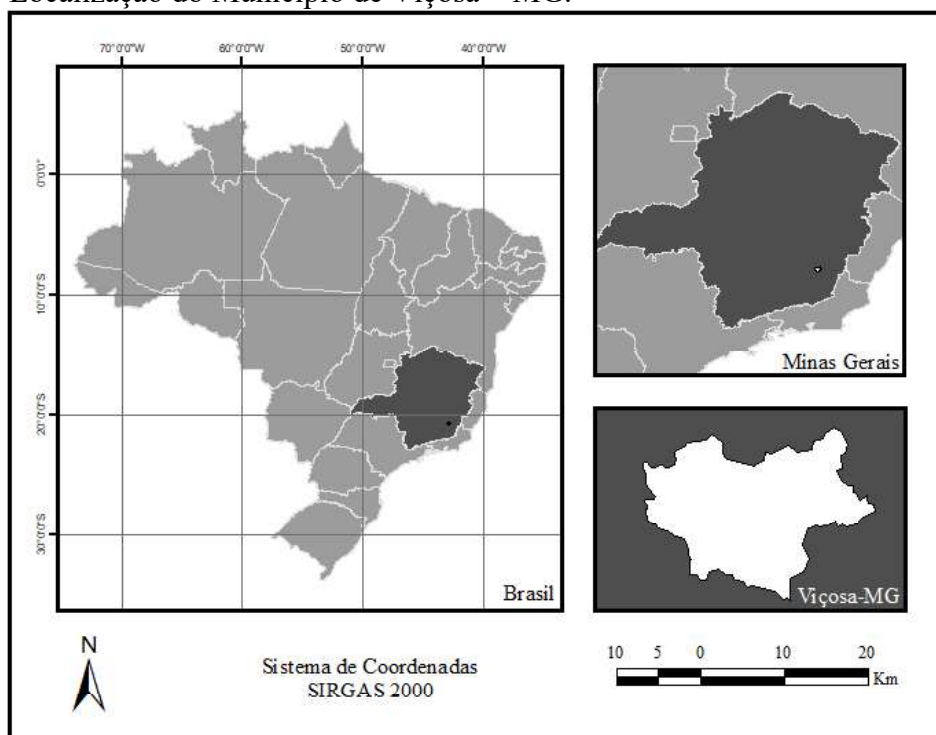 Localização do Município de Viçosa – MG.
70°0'0"W 60°0'0"W 50°0'0"W 40°0'0"W
0°0'0"
10°0'0"S
20°0'0"S
30°0'0"S
Brasil
Minas Gerais
Viçosa-MG
N
Sistema de Coordenadas
SIRGAS 2000
10 5 0 10 20
Km